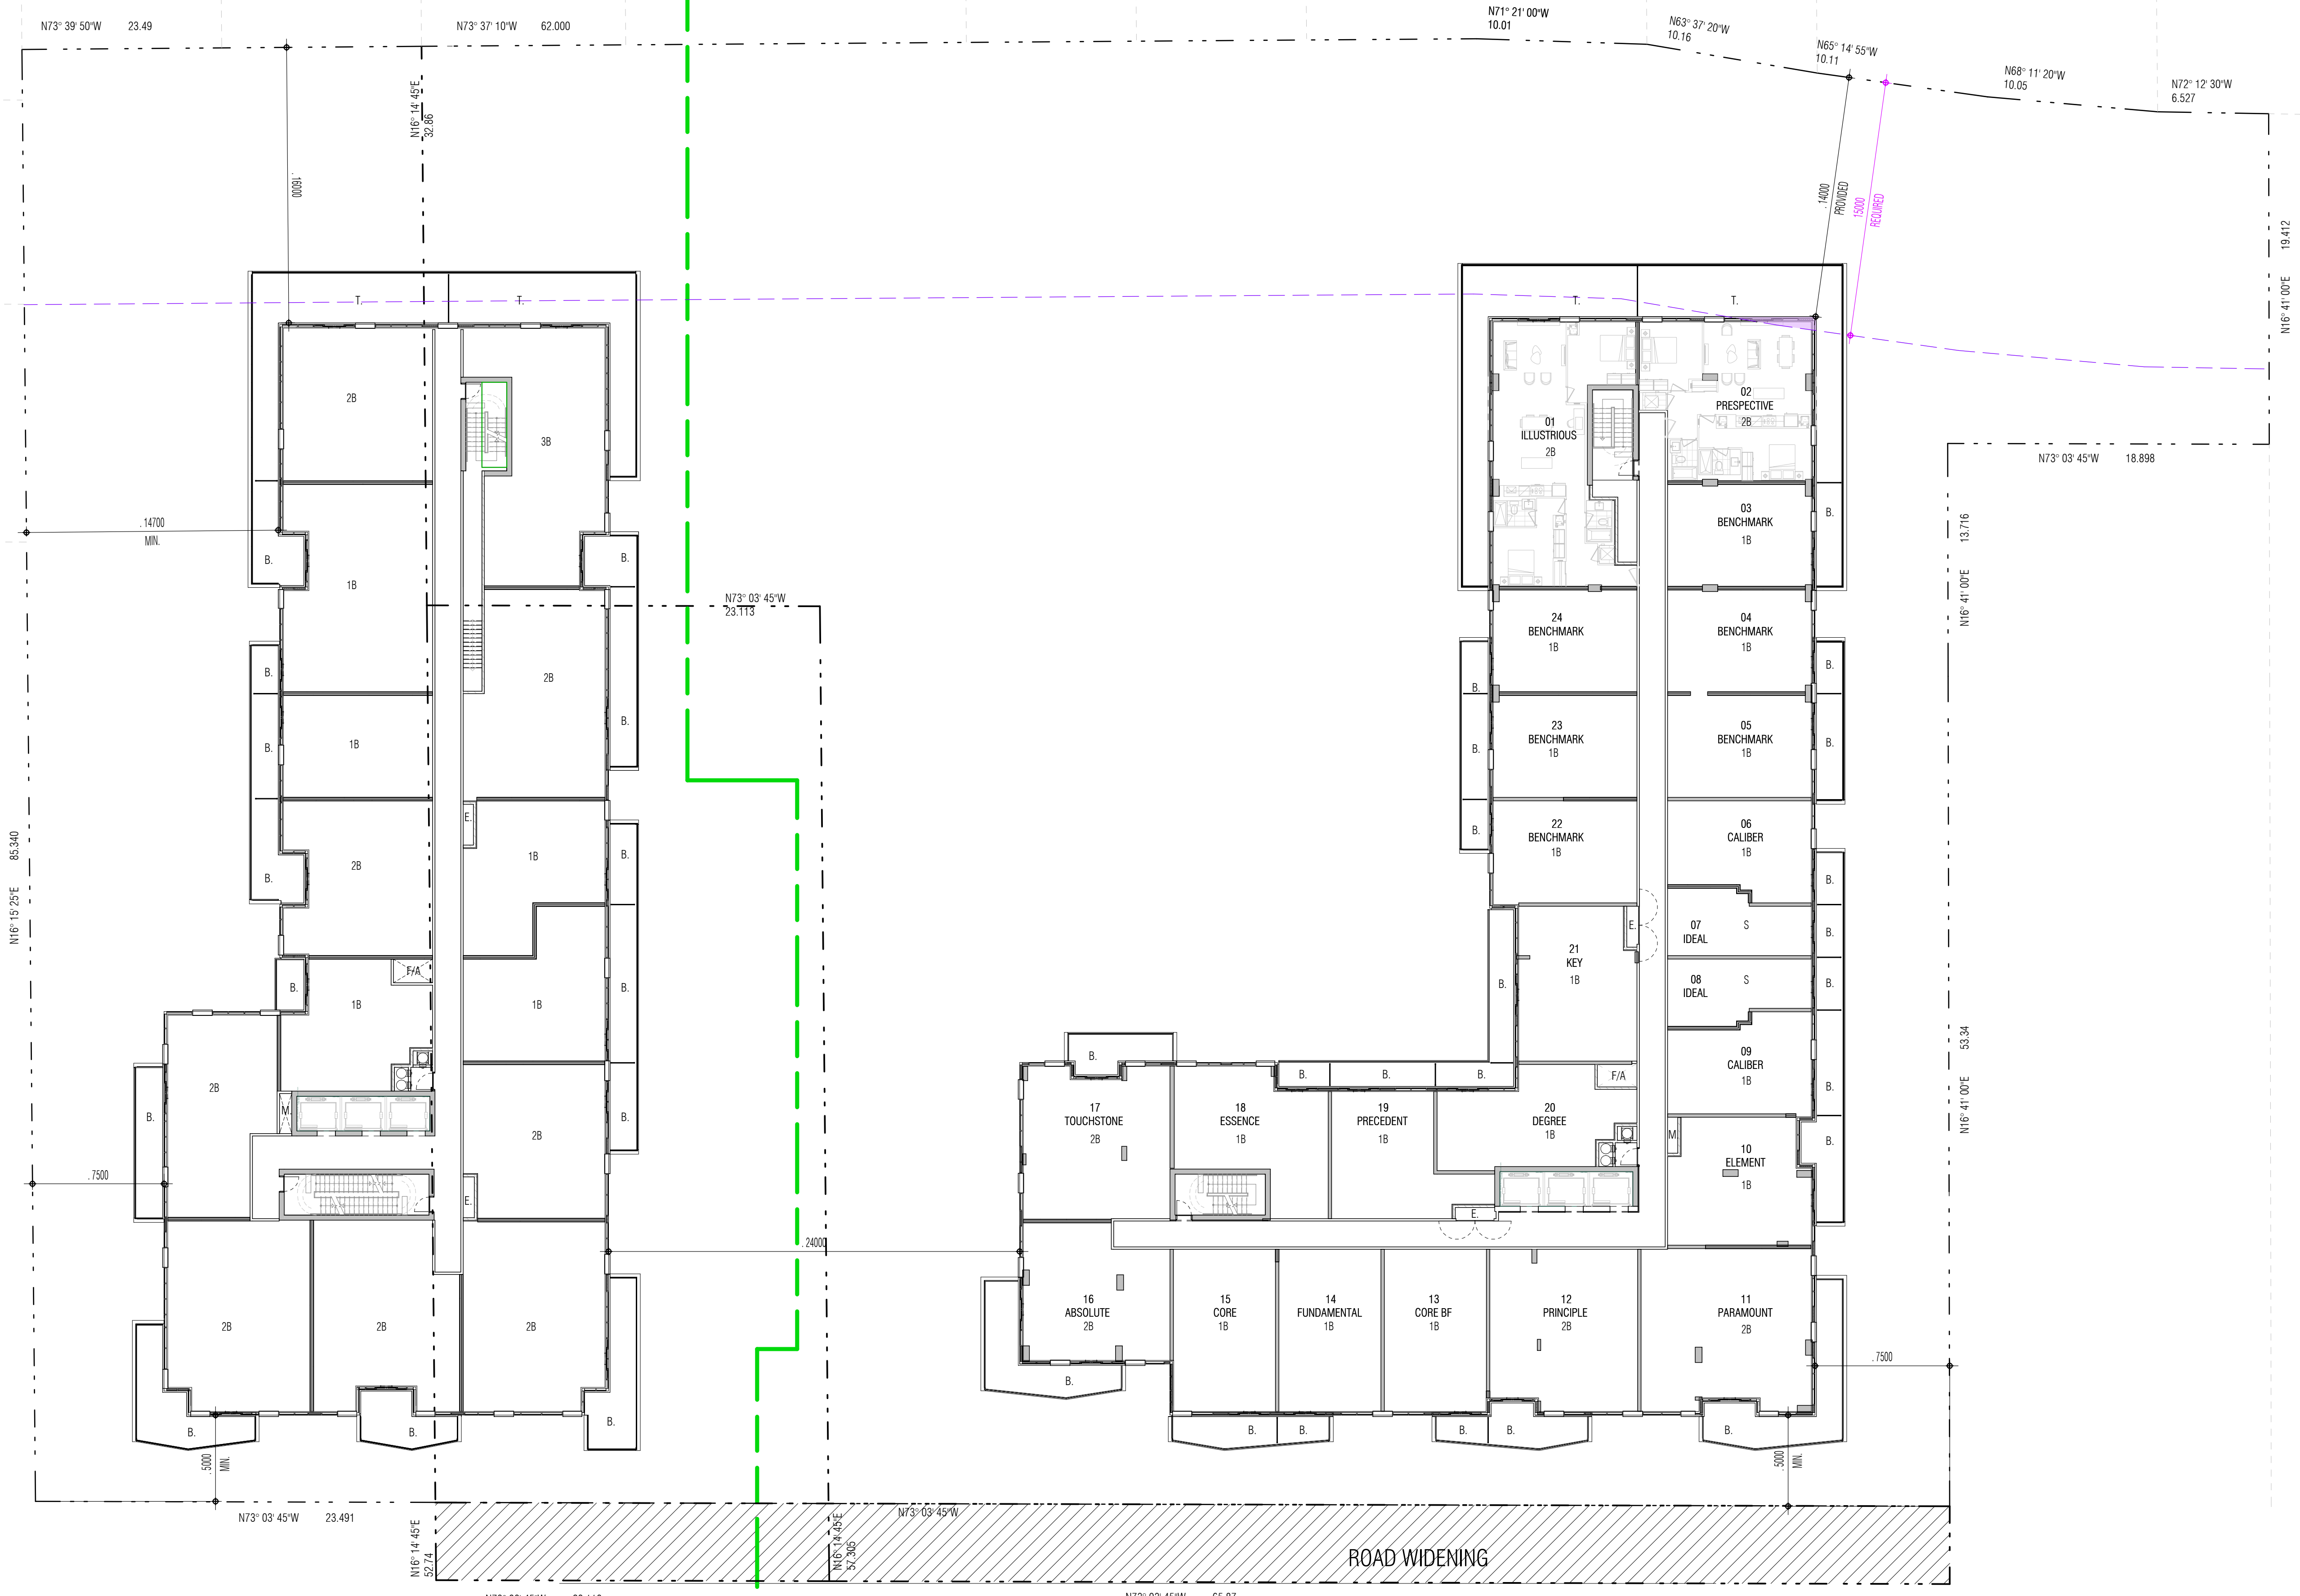 N73° 39' 50"W 23.49
N73° 37' 10"W 62.000
N71° 21' 00"W
10.01
N63° 37' 20"W
10.16
N65° 14' 55"W
10.11
N68° 11' 20"W
10.05
N72° 12' 30"W
6.527
N16° 14' 45"E
32.86
.16000
.14000
PROVIDED
15000
REQUIRED
N16° 41' 00"E 19.412
T.
T.
T.
T.
2B
3B
01
ILLUSTRIOUS
2B
02
PRESPECTIVE
2B
N73° 03' 45"W 18.898
.14700
MIN.
B.
B.
03
BENCHMARK
1B
B.
N16° 41' 00"E 13.716
1B
N73° 03' 45"W
23.113
24
BENCHMARK
1B
04
BENCHMARK
1B
B.
2B
B.
B.
B.
1B
B.
B.
23
BENCHMARK
1B
05
BENCHMARK
1B
B.
E.
22
BENCHMARK
1B
06
CALIBER
1B
B.
N16° 15' 25"E 85.340
2B
1B
B.
B.
B.
21
KEY
1B
E.
07
IDEAL
S
B.
F/A
B.
1B
1B
B.
B.
08
IDEAL
S
B.
09
CALIBER
1B
B.
N16° 41' 00"E 53.34
2B
B.
B.
B.
B.
B.
F/A
M.
2B
B.
17
TOUCHSTONE
2B
18
ESSENCE
1B
19
PRECEDENT
1B
20
DEGREE
1B
M.
10
ELEMENT
1B
B.
.7500
E.
E.
.24000
2B
2B
2B
16
ABSOLUTE
2B
15
CORE
1B
14
FUNDAMENTAL
1B
13
CORE BF
1B
12
PRINCIPLE
2B
11
PARAMOUNT
2B
.7500
B.
B.
B.
B.
B.
B.
B.
B.
B.
.5000
MIN.
.5000
MIN.
N73° 03' 45"W 23.491
N73° 03' 45"W
N16° 14' 45"E
52.74
N16° 14' 45"E
57.305
ROAD WIDENING